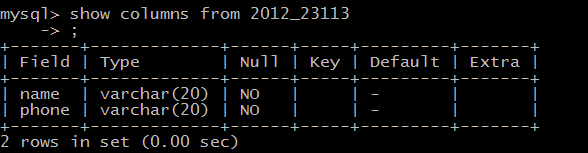 mysql> show columns from 2012_23113
    -> ;
+-------+-------------+------+-----+---------+-------+
| Field | Type        | Null | Key | Default | Extra |
+-------+-------------+------+-----+---------+-------+
| name  | varchar(20) | NO   |     | -       |       |
| phone | varchar(20) | NO   |     | -       |       |
+-------+-------------+------+-----+---------+-------+
2 rows in set (0.00 sec)